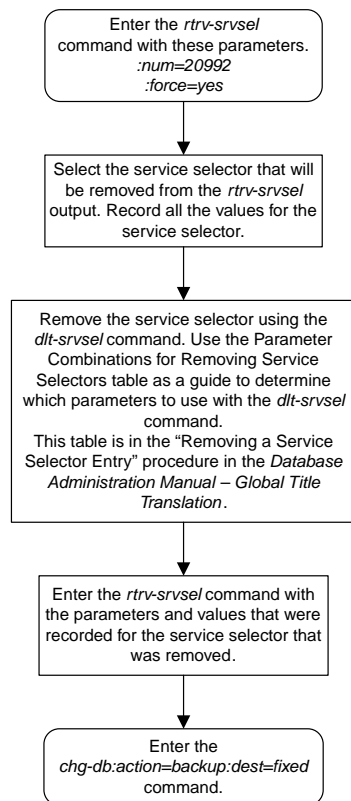 Enter the rtrv-srvsel
command with these parameters.
:num=20992
:force=yes
Select the service selector that will
be removed from the rtrv-srvsel
output. Record all the values for the
service selector.
Remove the service selector using the
dlt-srvsel command. Use the Parameter
Combinations for Removing Service
Selectors table as a guide to determine
which parameters to use with the dlt-srvsel
command.
This table is in the “Removing a Service
Selector Entry” procedure in the Database
Administration Manual – Global Title
Translation.
Enter the rtrv-srvsel command with
the parameters and values that were
recorded for the service selector that
was removed.
Enter the
chg-db:action=backup:dest=fixed
command.